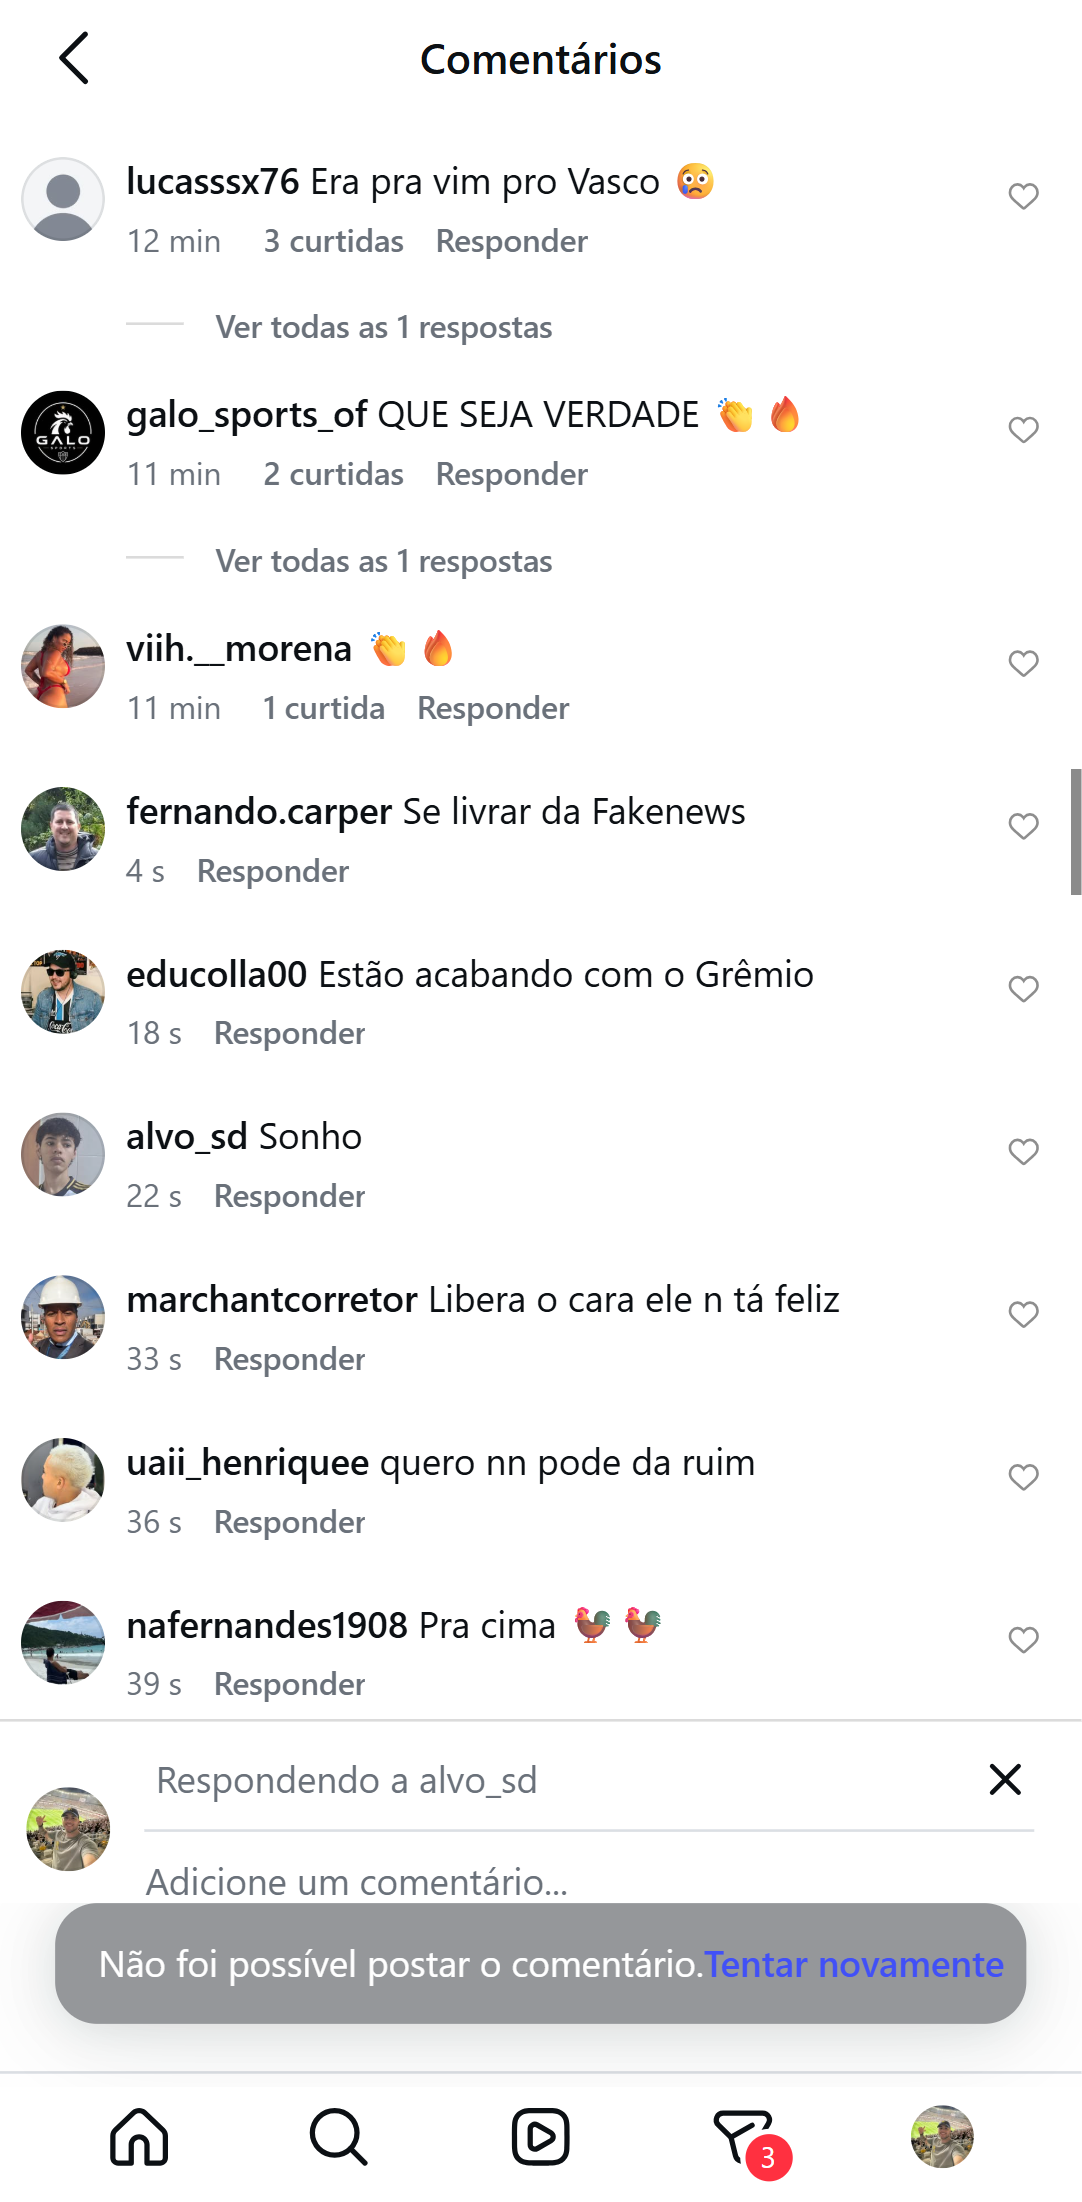 Comentários
lucasssx76 Era pra vim pro Vasco 😢
12 min 3 curtidas Responder
Ver todas as 1 respostas
galo_sports_of QUE SEJA VERDADE 👏🔥
11 min 2 curtidas Responder
Ver todas as 1 respostas
viih.__morena 👏🔥
11 min 1 curtida Responder
fernando.carper Se livrar da Fakenews
4 s Responder
educolla00 Estão acabando com o Grêmio
18 s Responder
alvo_sd Sonho
22 s Responder
marchantcorretor Libera o cara ele n tá feliz
33 s Responder
uaii_henriquee quero nn pode da ruim
36 s Responder
nafernandes1908 Pra cima 🐓🐓
39 s Responder
Respondendo a alvo_sd
Adicione um comentário...
Não foi possível postar o comentário.Tentar novamente
3